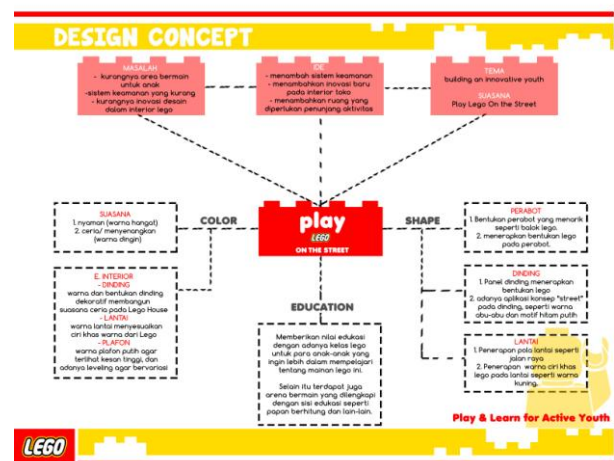 DESIGN CONCEPT
MASALAH
- kurangnya area bermain
untuk anak
-sistem keamanan yang kurang
- kurangnya inovasi desain
dalam interior lego
IDE
- menambah sistem keamanan
- menambahkan inovasi baru
pada interior toko
- menambahkan ruang yang
diperlukan penunjang aktivitas
TEMA
building an innovative youth
SUASANA
Play Lego On the Street
SUASANA
1. nyaman (warna hangat)
2. ceria/ menyenangkan
(warna dingin)
COLOR
play
LEGO
ON THE STREET
SHAPE
PERABOT
1. Bentukan perabot yang menarik
seperti balok lego.
2. menerapkan bentukan lego
pada perabot.
E. INTERIOR
- DINDING
warna dan bentukan dinding
dekoratif membangun
suasana ceria pada Lego House
- LANTAI
warna lantai menyesuaikan
ciri khas warna dari Lego
- PLAFON
warna plafon putih agar
terlihat kesan tinggi, dan
adanya leveling agar bervariasi
EDUCATION
Memberikan nilai edukasi
dengan adanya kelas lego
untuk para anak-anak yang
ingin lebih dalam mempelajari
tentang mainan lego ini.
Selain itu terdapat juga
arena bermain yang dilengkapi
dengan sisi edukasi seperti
papan berhitung dan lain-lain.
DINDING
1. Panel dinding menerapkan
bentukan lego
2. adanya aplikasi konsep "street"
pada dinding, seperti warna
abu-abu dan motif hitam putih
LANTAI
1. Penerapan pola lantai seperti
jalan raya
2. Penerapan warna ciri khas
lego pada lantai seperti warna
kuning.
Play & Learn for Active Youth
LEGO